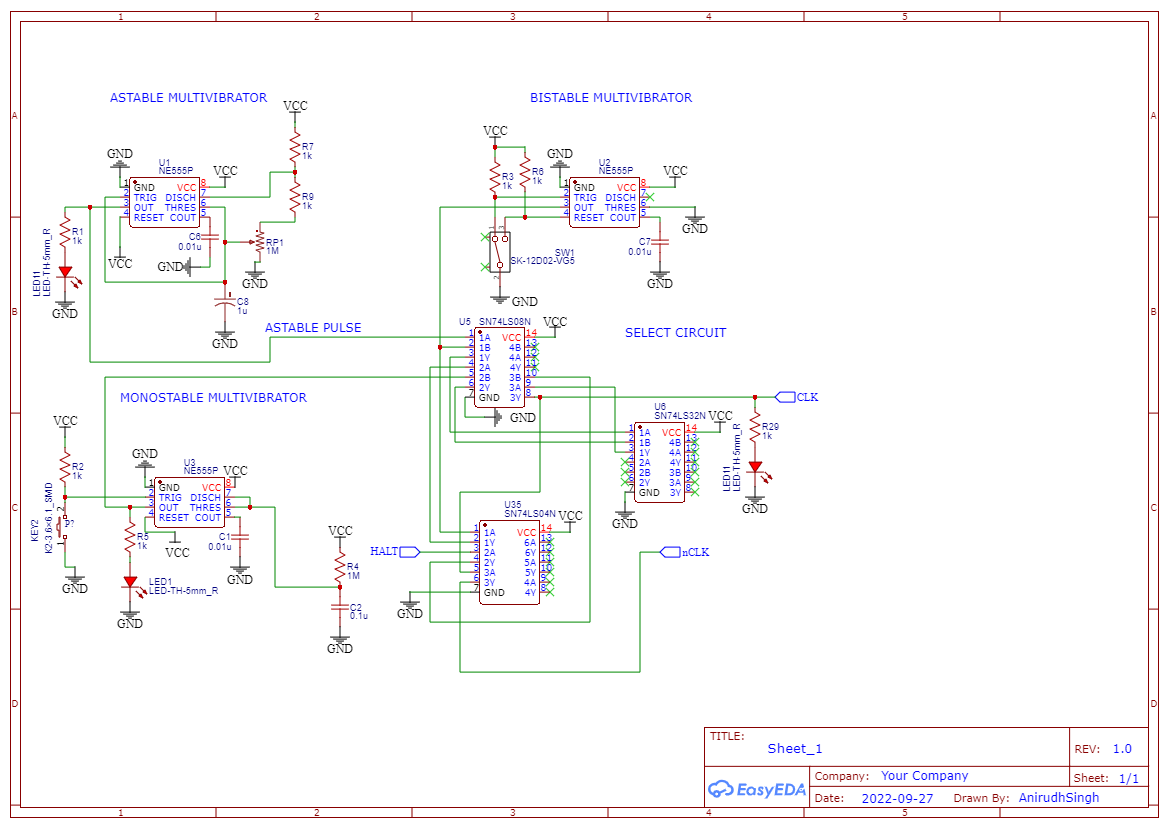 1 2 3 4 5
A A
B B
C C
D D
ASTABLE MULTIVIBRATOR
VCC
R7
1k
R9
1k
GND
U1
NE555P
VCC
1 GND VCC 8
2 TRIG DISCH 7
3 OUT THRES 6
4 RESET COUT 5
R1
1k
LED11
LED-TH-5mm_R
GND
VCC
C6
0.01u
GND
RP1
1M
GND
C8
1u
GND
BISTABLE MULTIVIBRATOR
VCC
R3
1k
R6
1k
GND
U2
NE555P
VCC
1 GND VCC 8
2 TRIG DISCH 7
3 OUT THRES 6
4 RESET COUT 5
GND
C7
0.01u
GND
1 3
2
SW1
SK-12D02-VG5
GND
ASTABLE PULSE
SELECT CIRCUIT
U5 SN74LS08N
VCC
1 1A VCC 14
2 1B 4B 13
3 1Y 4A 12
4 2A 4Y 11
5 2B 3B 10
6 2Y 3A 9
7 GND 3Y 8
GND
MONOSTABLE MULTIVIBRATOR
VCC
R2
1k
KEY2
K2-3.6×6.1_SMD
2
P?
1
GND
GND
U3
NE555P
VCC
1 GND VCC 8
2 TRIG DISCH 7
3 OUT THRES 6
4 RESET COUT 5
R5
1k
LED1
LED-TH-5mm_R
GND
VCC
C1
0.01u
GND
VCC
R4
1M
C2
0.1u
GND
U6
SN74LS32N
VCC
1 1A VCC 14
2 1B 4B 13
3 1Y 4A 12
4 2A 4Y 11
5 2B 3B 10
6 2Y 3A 9
7 GND 3Y 8
GND
CLK
R29
1k
LED11
LED-TH-5mm_R
GND
U35
SN74LS04N
VCC
1 1A VCC 14
2 1Y 6A 13
3 2A 6Y 12
4 2Y 5A 11
5 3A 5Y 10
6 3Y 4A 9
7 GND 4Y 8
HALT
GND
nCLK
TITLE:
Sheet_1
REV: 1.0
EasyEDA
Company: Your Company
Sheet: 1/1
Date: 2022-09-27 Drawn By: AnirudhSingh
1 2 3 4 5